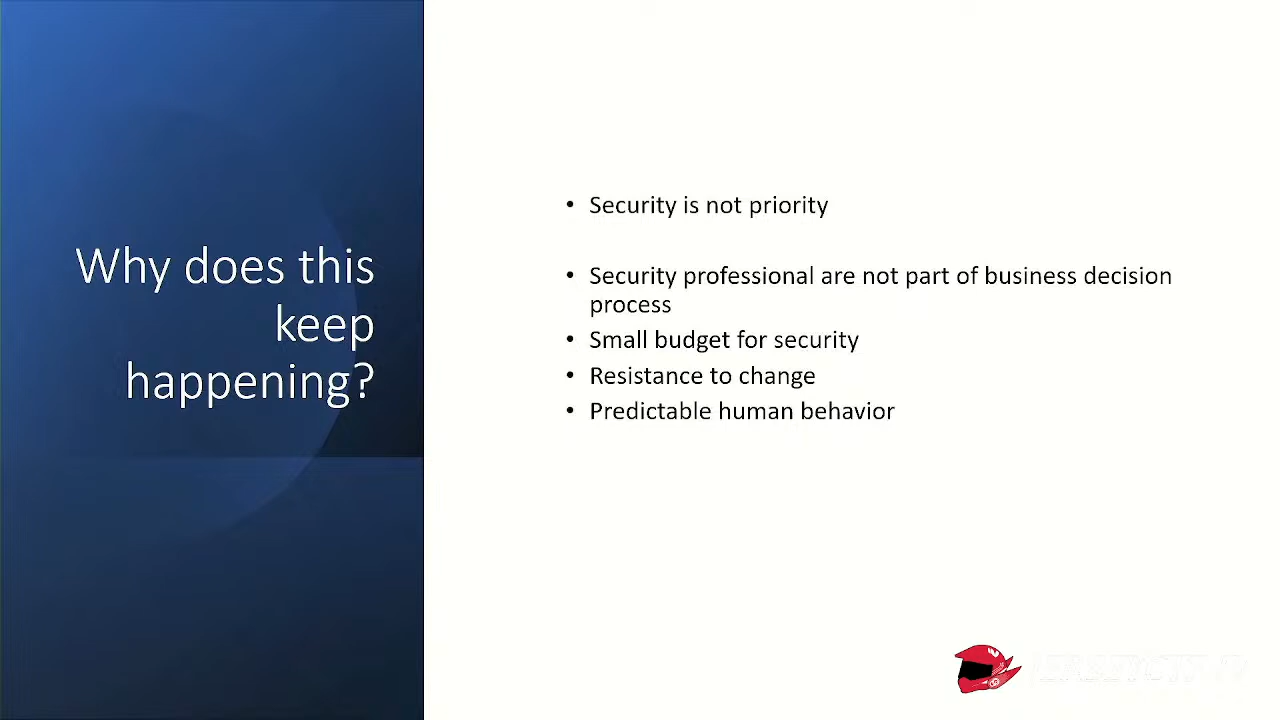 Why does this
keep
happening?
• Security is not priority
• Security professional are not part of business decision
process
• Small budget for security
• Resistance to change
• Predictable human behavior